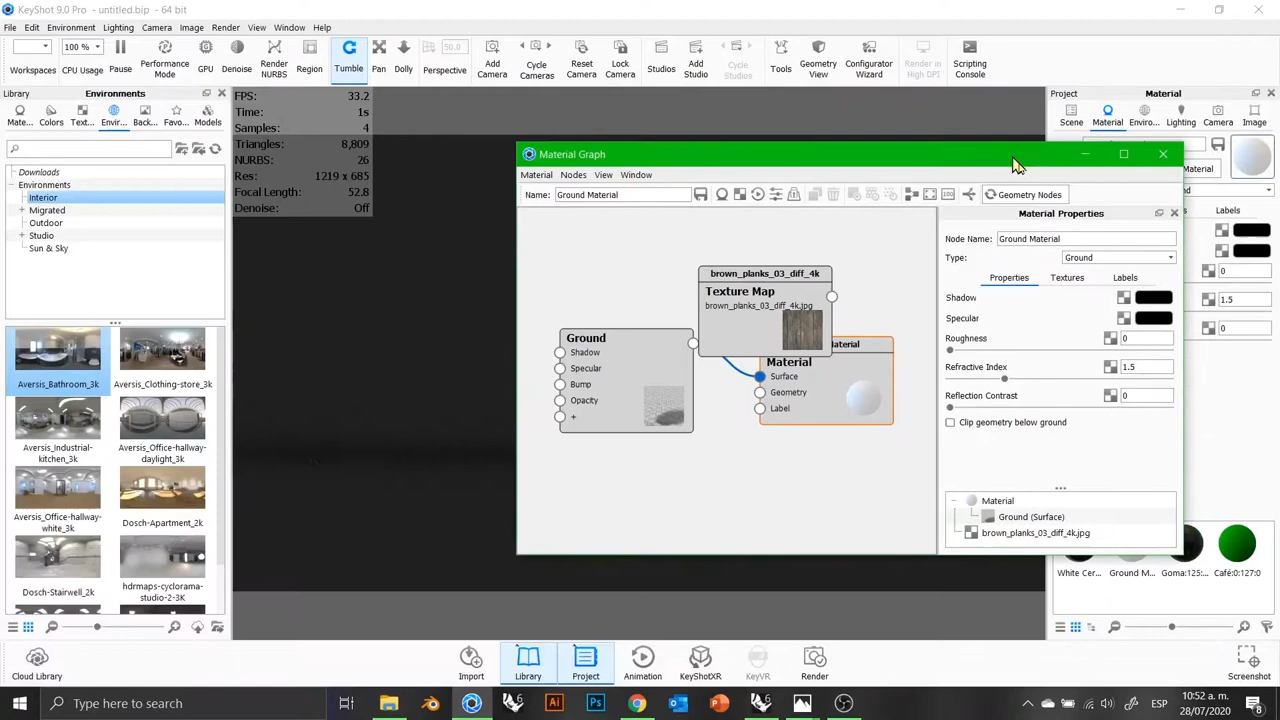 KeyShot 9.0 Pro - untitled.bip - 64 bit
File Edit Environment Lighting Camera Image Render View Window Help
100 %
50.0
Workspaces CPU Usage Pause Performance Mode GPU Denoise Render NURBS Region Tumble Pan Dolly Perspective Add Camera Cycle Cameras Reset Camera Lock Camera Studios Add Studio Cycle Studios Tools Geometry View Configurator Wizard Render in High DPI Scripting Console
Library Environments
Mate... Colors Text... Envir... Back... Favo... Models
Downloads
Environments
Interior
Migrated
Outdoor
Studio
Sun & Sky
Aversis_Bathroom_3k Aversis_Clothing-store_3k
Aversis_Industrial-kitchen_3k Aversis_Office-hallway-daylight_3k
Aversis_Office-hallway-white_3k Dosch-Apartment_2k
Dosch-Stairwell_2k hdrmaps-cyclorama-studio-2-3K
FPS: 33.2
Time: 1s
Samples: 4
Triangles: 8,809
NURBS: 26
Res: 1219 x 685
Focal Length: 52.8
Denoise: Off
Material Graph
Material Nodes View Window
Name: Ground Material
100
Geometry Nodes
brown_planks_03_diff_4k
Texture Map
brown_planks_03_diff_4k.jpg
Ground
Shadow
Specular
Bump
Opacity
+
aterial
Material
Surface
Geometry
Label
Material Properties
Node Name: Ground Material
Type: Ground
Properties Textures Labels
Shadow
Specular
Roughness 0
Refractive Index 1.5
Reflection Contrast 0
Clip geometry below ground
Material
Ground (Surface)
brown_planks_03_diff_4k.jpg
Project Material
Scene Material Enviro... Lighting Camera Image
Material
Labels
0
1.5
0
White Cer... Ground M... Goma:125:... Café:0:127:0
Cloud Library Import Library Project Animation KeyShotXR KeyVR Render Screenshot
Type here to search
6
Ai
Ps
6
ESP
10:52 a. m.
28/07/2020
8